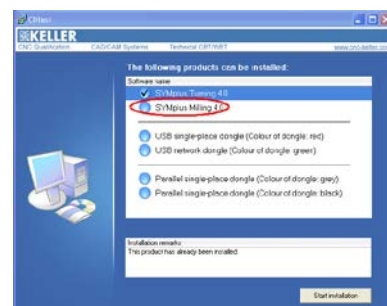 CDtest
KELLER
CNC Qualification CAD/CAM Systems Technical CBT/WBT www.cnc-keller.com
The following products can be installed:
Software name
SYMplus Turning 4.0
SYMplus Milling 4.0
USB single-place dongle (Colour of dongle: red)
USB network dongle (Colour of dongle: green)
Parallel single-place dongle (Colour of dongle: grey)
Parallel single-place dongle (Colour of dongle: black)
Installation remarks
This product has already been installed.
Start installation